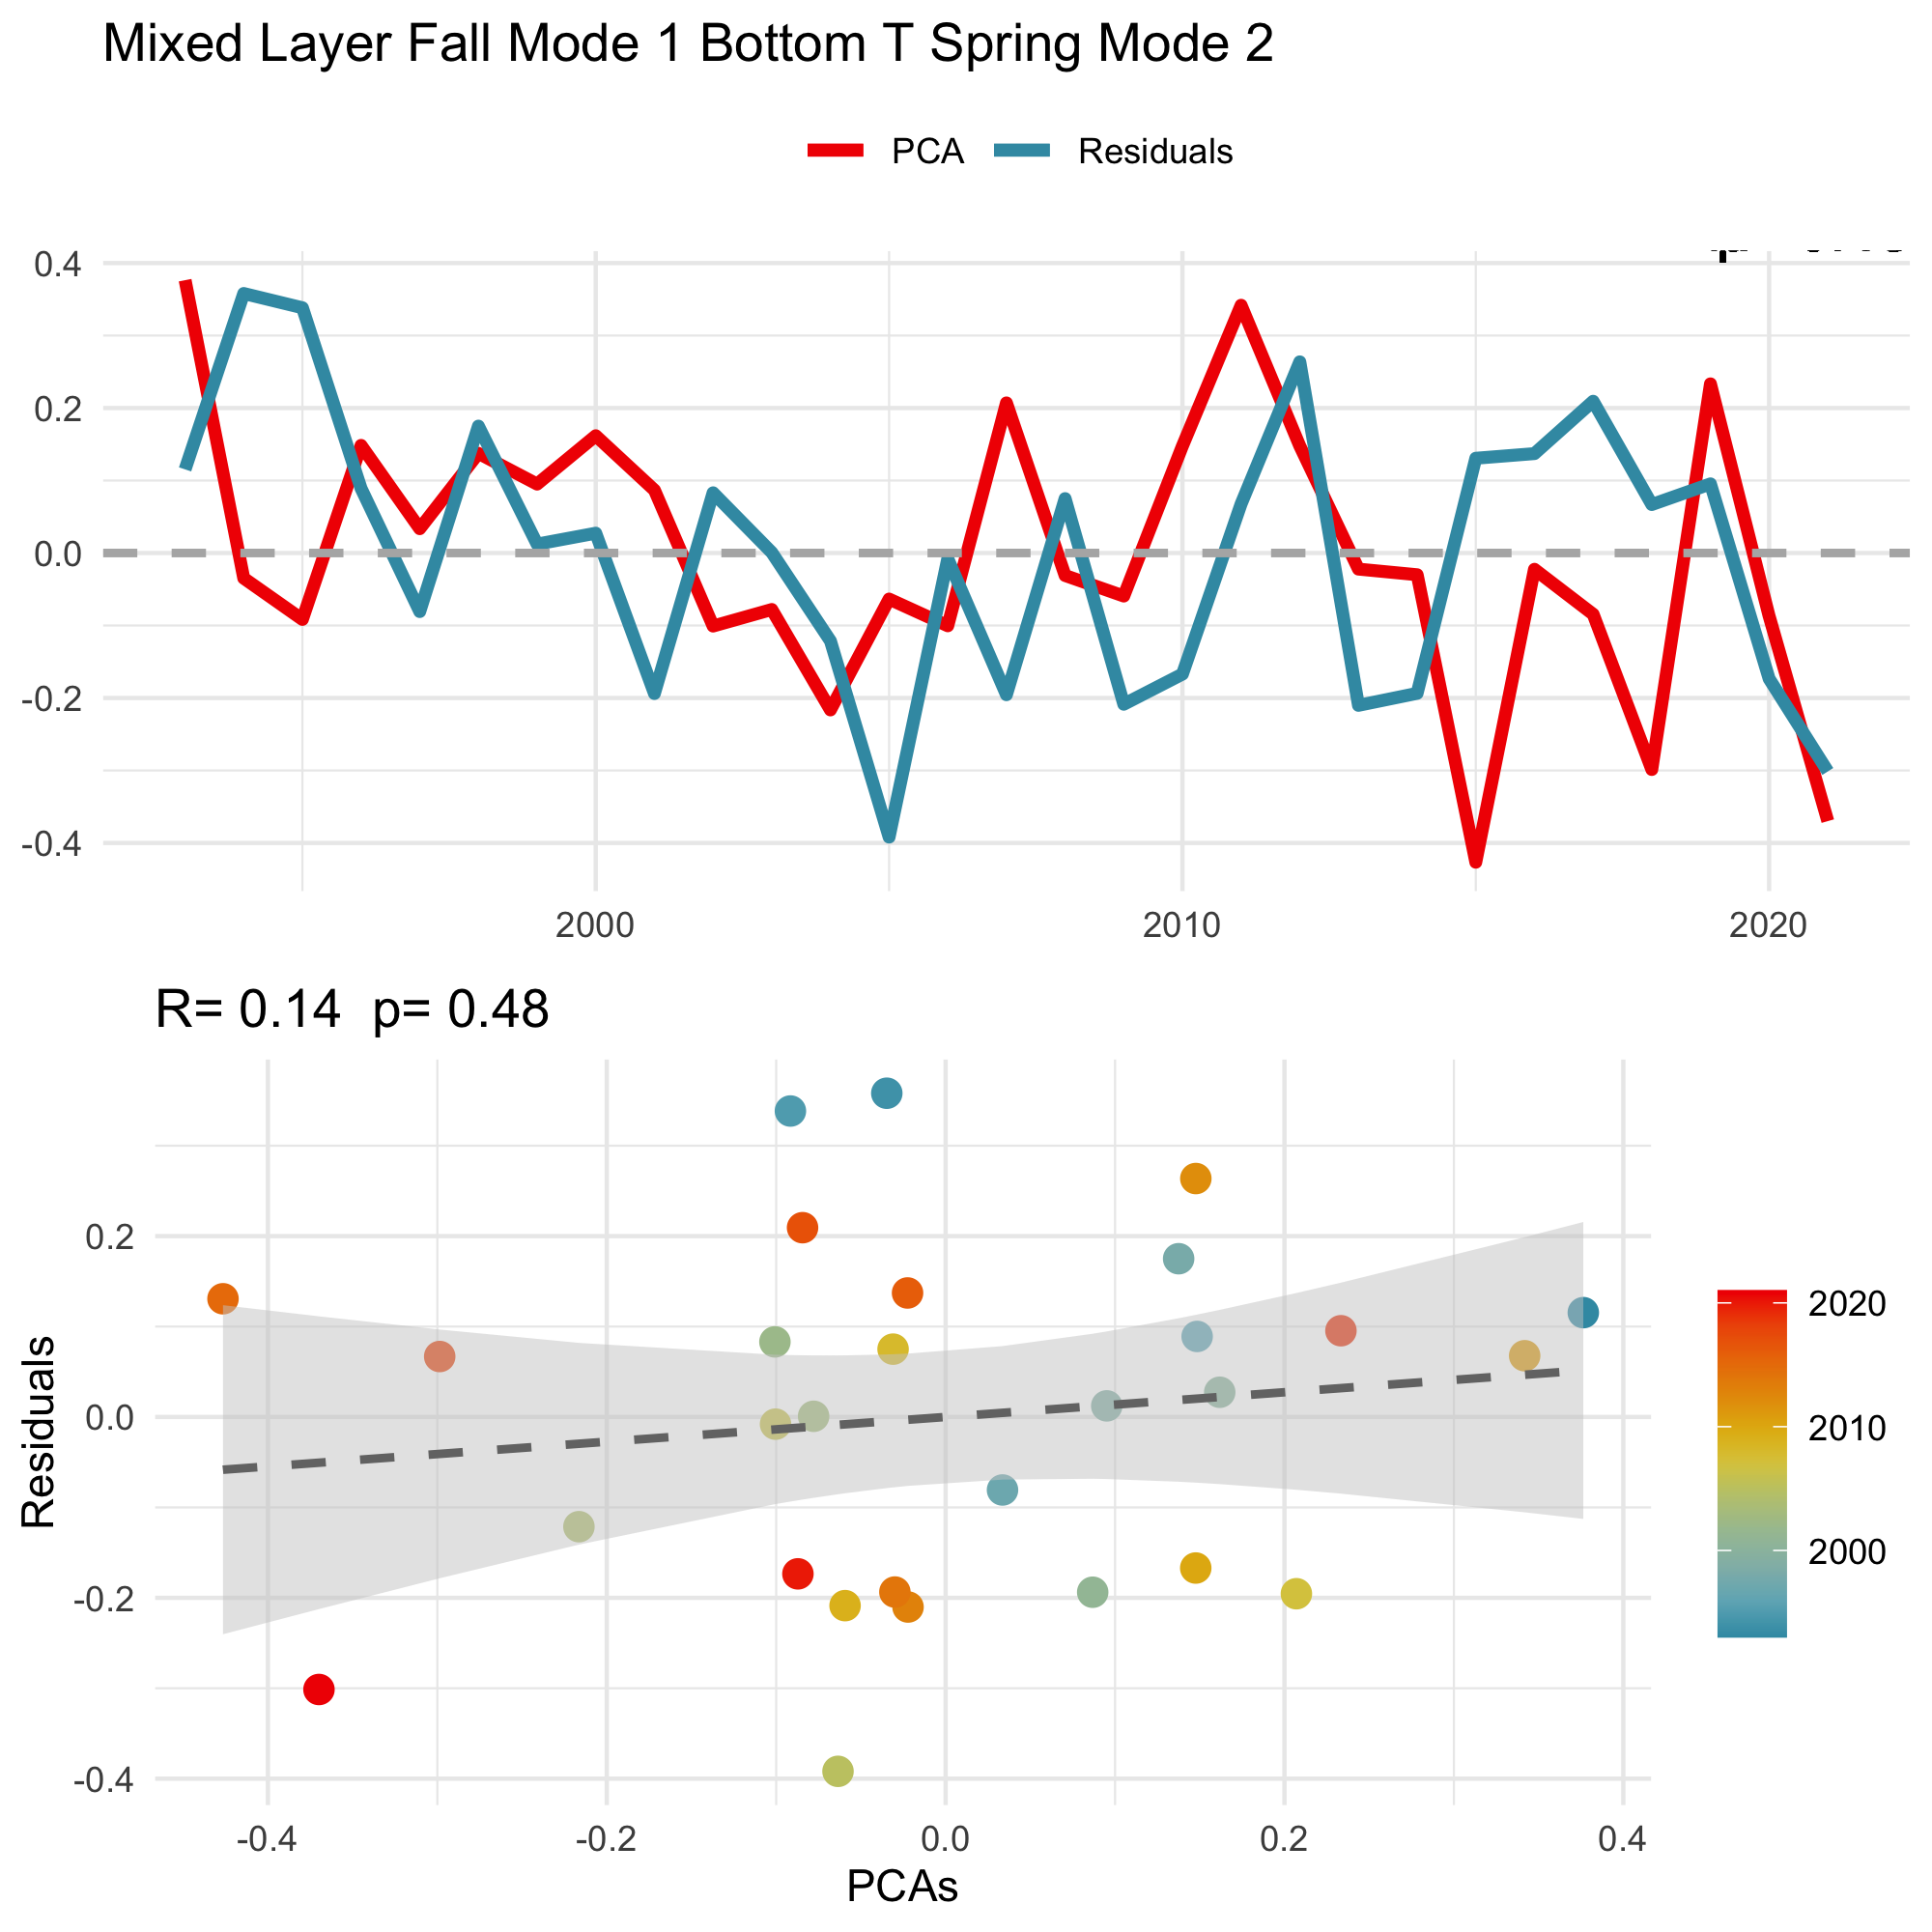 Mixed Layer Fall Mode 1 Bottom T Spring Mode 2
PCA Residuals
0.4
0.2
0.0
-0.2
-0.4
2000 2010 2020
R= 0.14 p= 0.48
Residuals
0.2
0.0
-0.2
-0.4
-0.4 -0.2 0.0 0.2 0.4
PCAs
2020
2010
2000